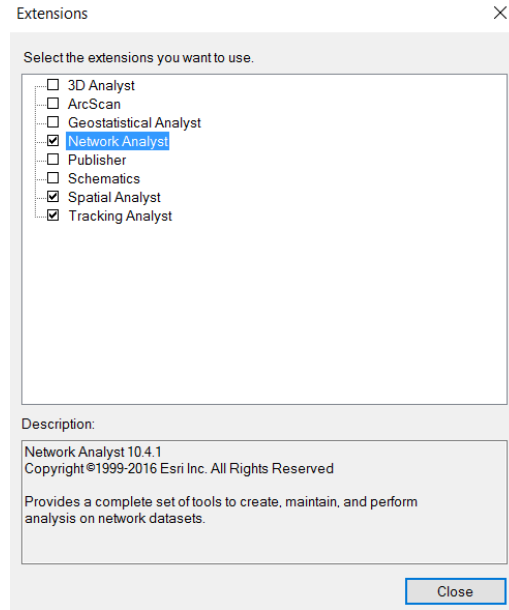 Extensions
Select the extensions you want to use.
3D Analyst
ArcScan
Geostatistical Analyst
Network Analyst
Publisher
Schematics
Spatial Analyst
Tracking Analyst
Description:
Network Analyst 10.4.1
Copyright ©1999-2016 Esri Inc. All Rights Reserved
Provides a complete set of tools to create, maintain, and perform
analysis on network datasets.
Close